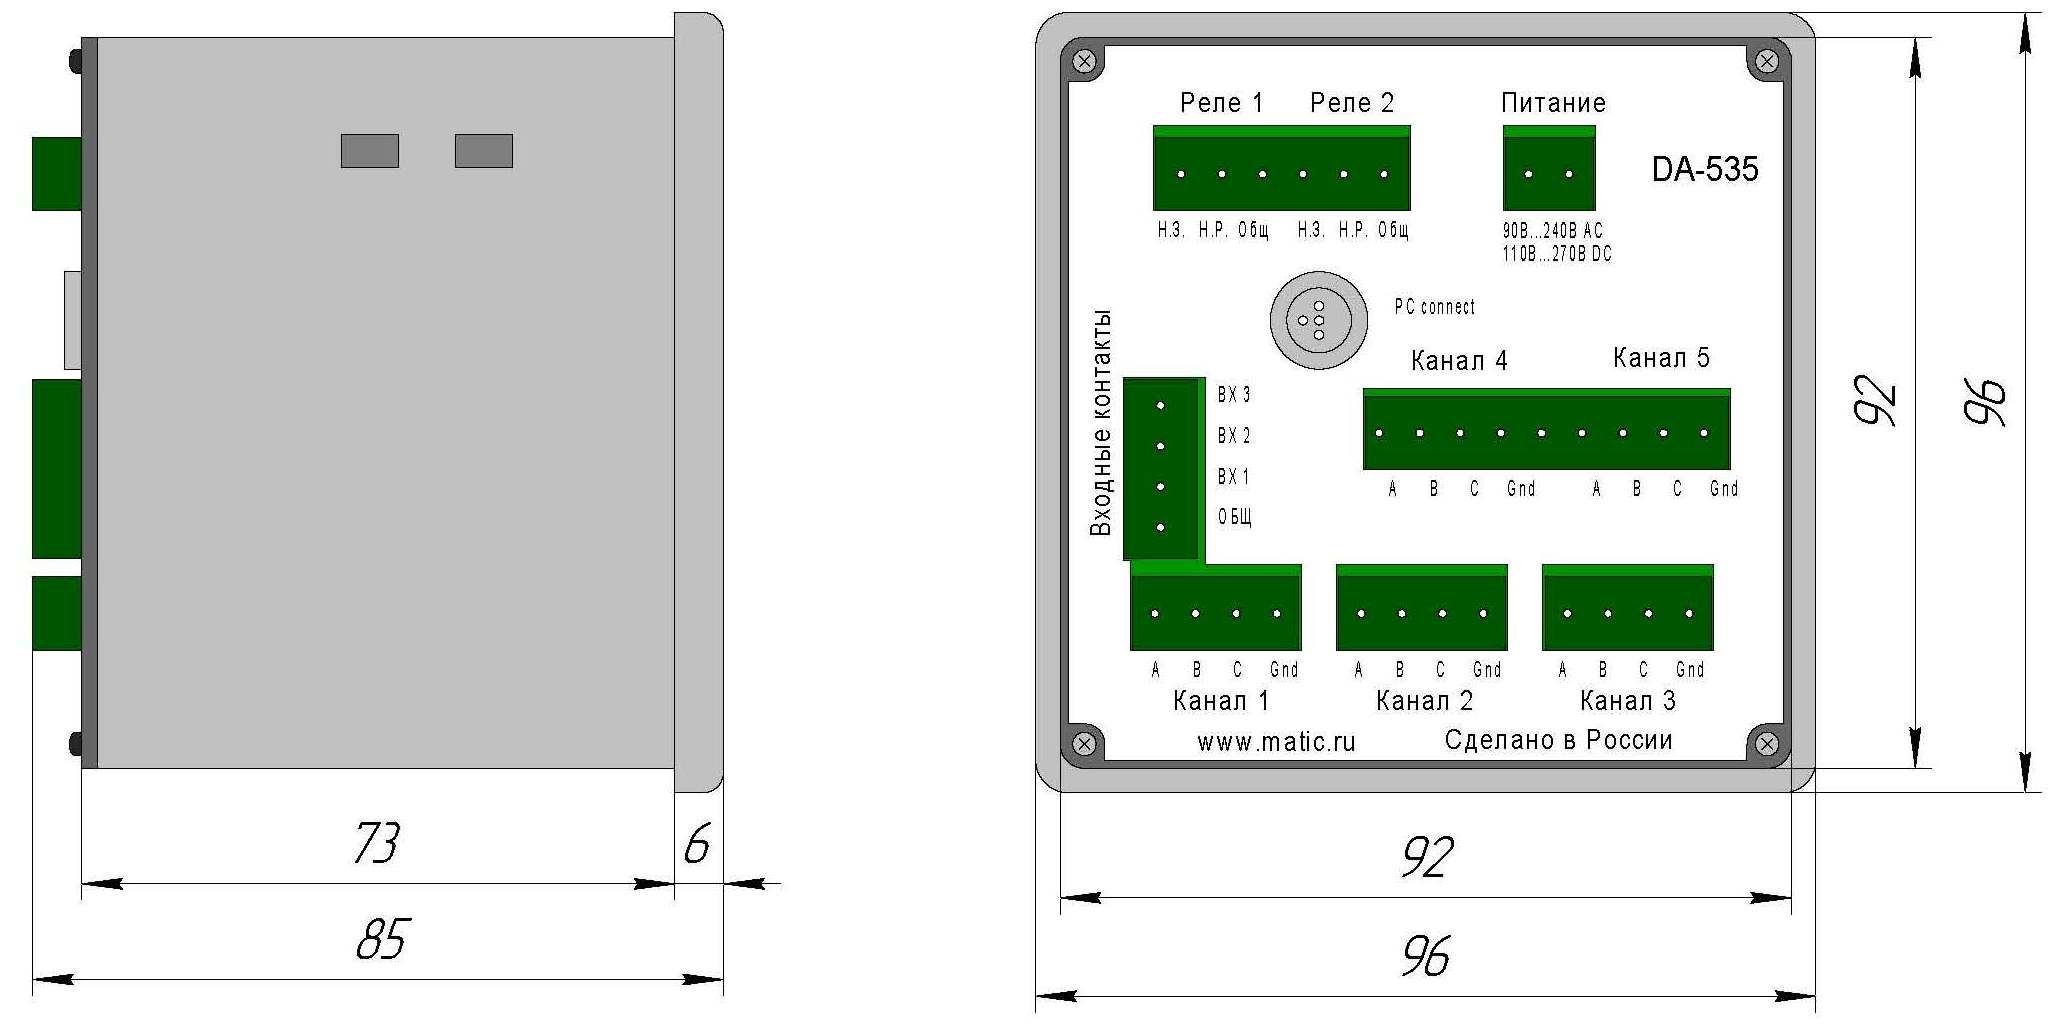 Реле 1 Реле 2 Питание
DA-535
Н.З. Н.Р. Общ Н.З. Н.Р. Общ
90В...240В AC
110В...270В DC
PC connect
Входные контакты
Канал 4 Канал 5
ВХ 3
ВХ 2
ВХ 1
ОБЩ
A B C Gnd A B C Gnd
A B C Gnd A B C Gnd A B C Gnd
Канал 1 Канал 2 Канал 3
www.matic.ru Сделано в России
73
6
85
92
96
92
96